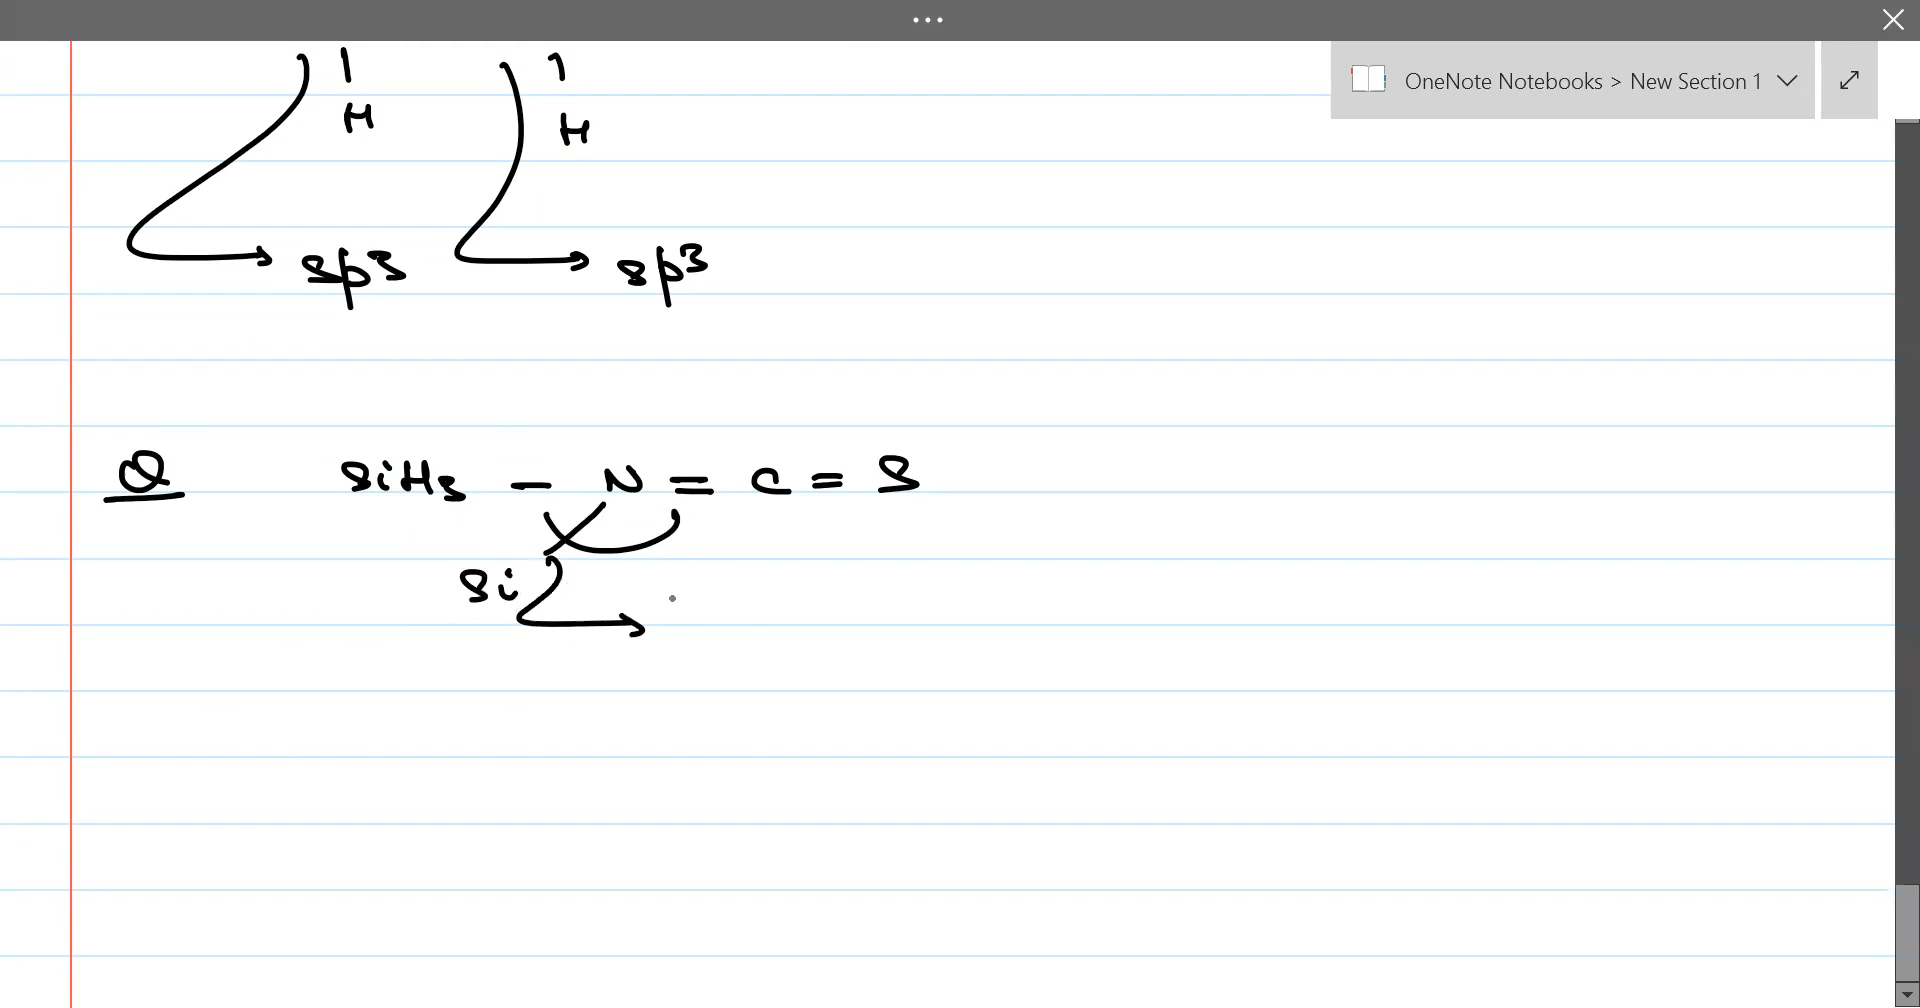 ...
OneNote Notebooks > New Section 1
| |
H H
sp3 sp3
Q SiH3 - N = C = S
Si